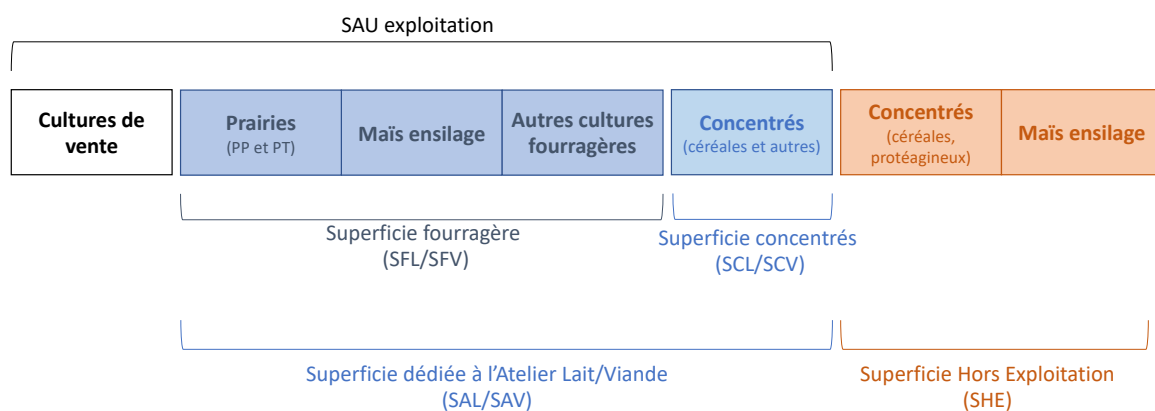 SAU exploitation
Cultures de
vente
Prairies
(PP et PT)
Maïs ensilage
Autres cultures
fourragères
Concentrés
(céréales et autres)
Concentrés
(céréales,
protéagineux)
Maïs ensilage
Superficie fourragère
(SFL/SFV)
Superficie concentrés
(SCL/SCV)
Superficie dédiée à l'Atelier Lait/Viande
(SAL/SAV)
Superficie Hors Exploitation
(SHE)